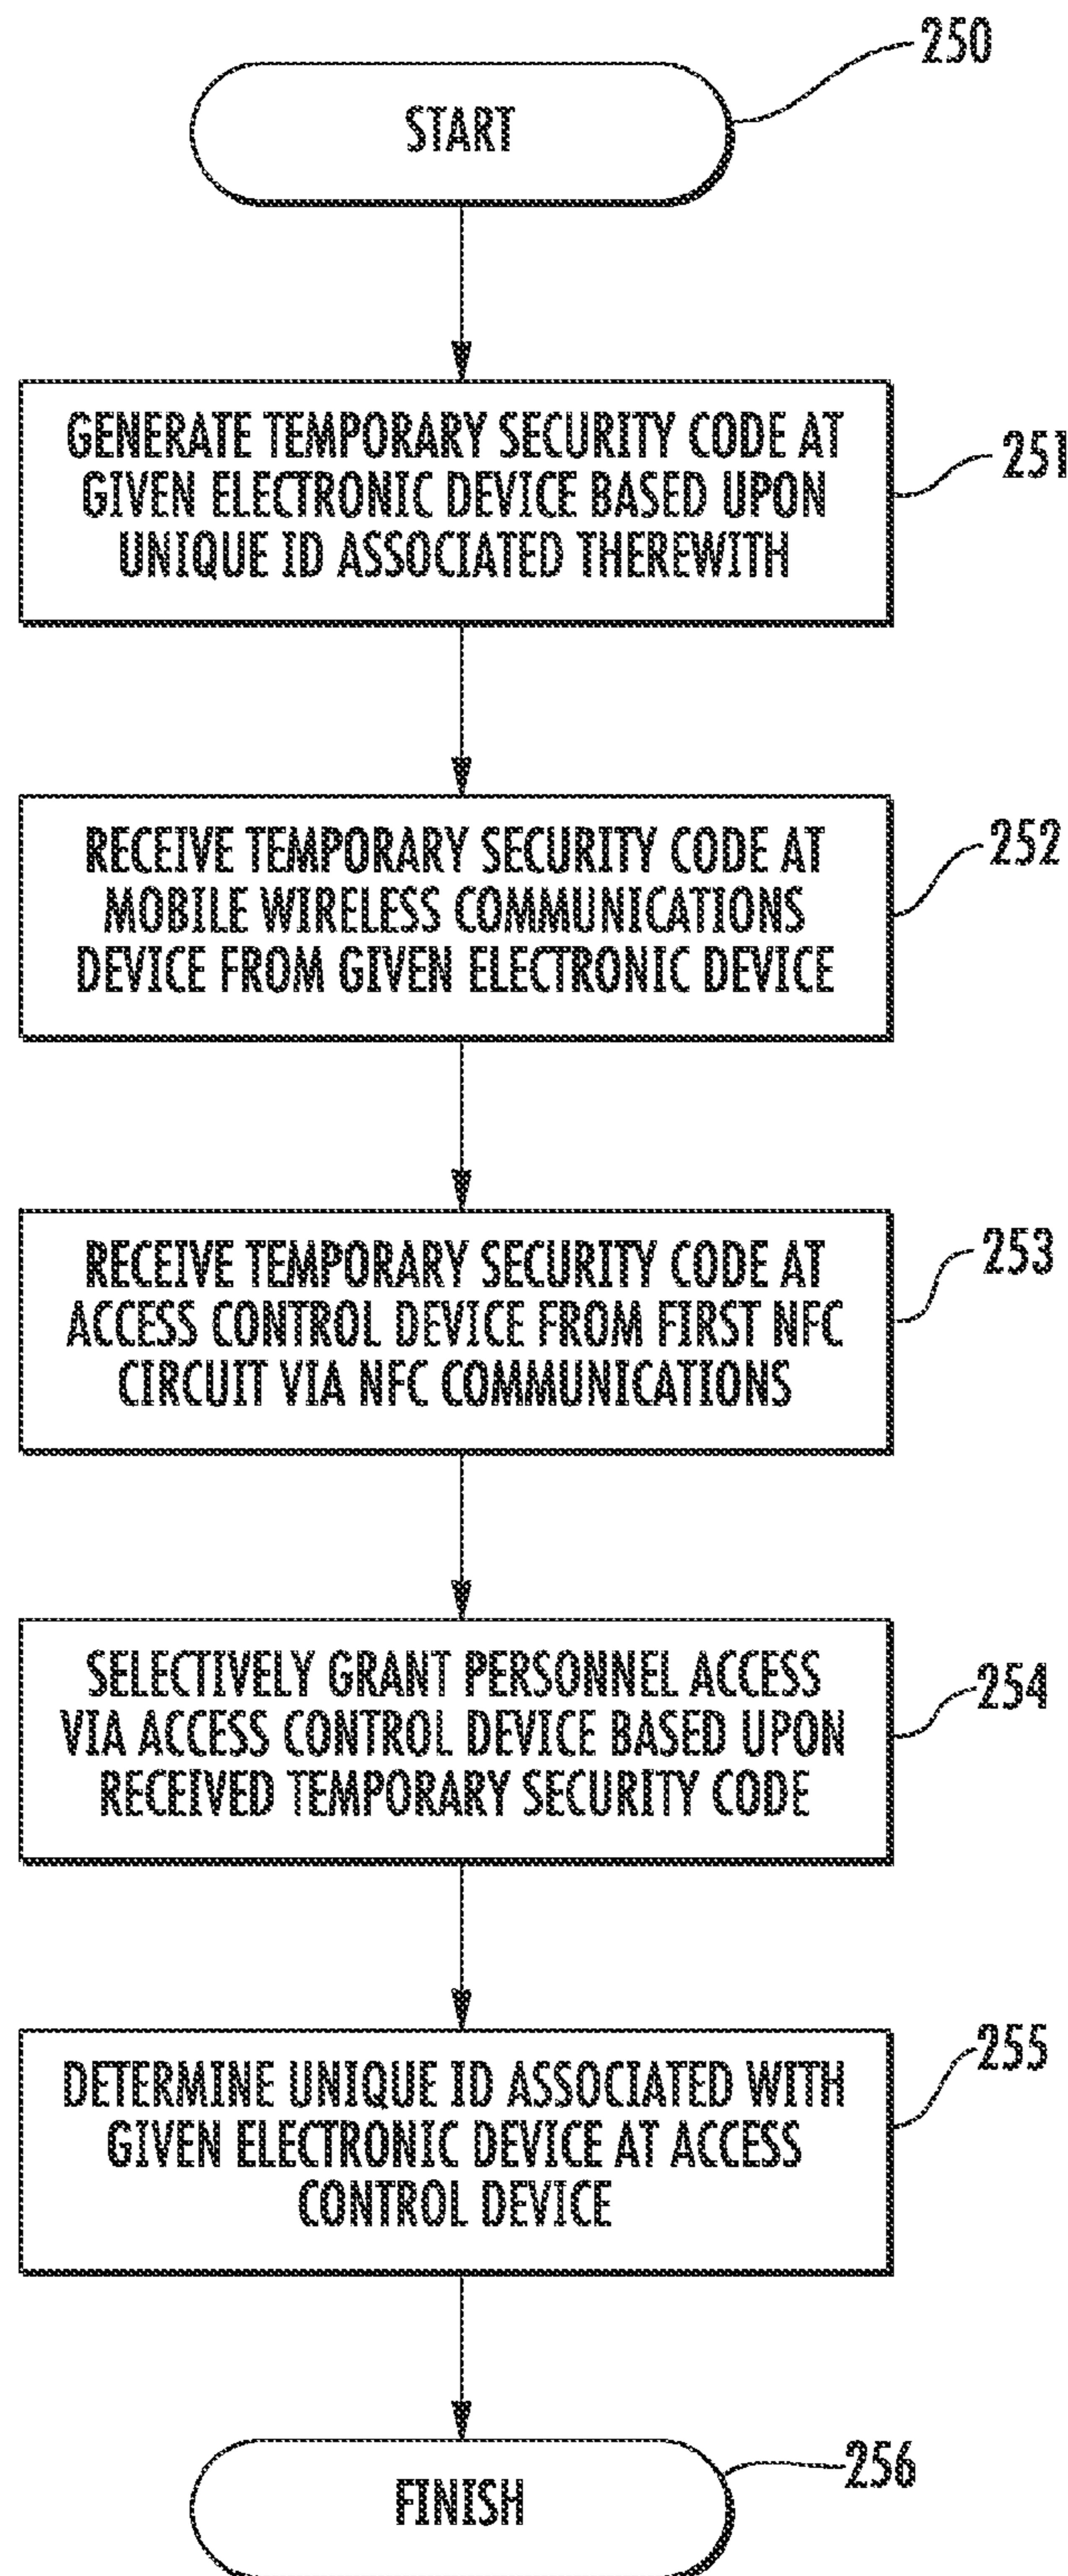 250
START
GENERATE TEMPORARY SECURITY CODE AT
GIVEN ELECTRONIC DEVICE BASED UPON
UNIQUE ID ASSOCIATED THEREWITH
251
RECEIVE TEMPORARY SECURITY CODE AT
MOBILE WIRELESS COMMUNICATIONS
DEVICE FROM GIVEN ELECTRONIC DEVICE
252
RECEIVE TEMPORARY SECURITY CODE AT
ACCESS CONTROL DEVICE FROM FIRST NFC
CIRCUIT VIA NFC COMMUNICATIONS
253
SELECTIVELY GRANT PERSONNEL ACCESS
VIA ACCESS CONTROL DEVICE BASED UPON
RECEIVED TEMPORARY SECURITY CODE
254
DETERMINE UNIQUE ID ASSOCIATED WITH
GIVEN ELECTRONIC DEVICE AT ACCESS
CONTROL DEVICE
255
FINISH
256